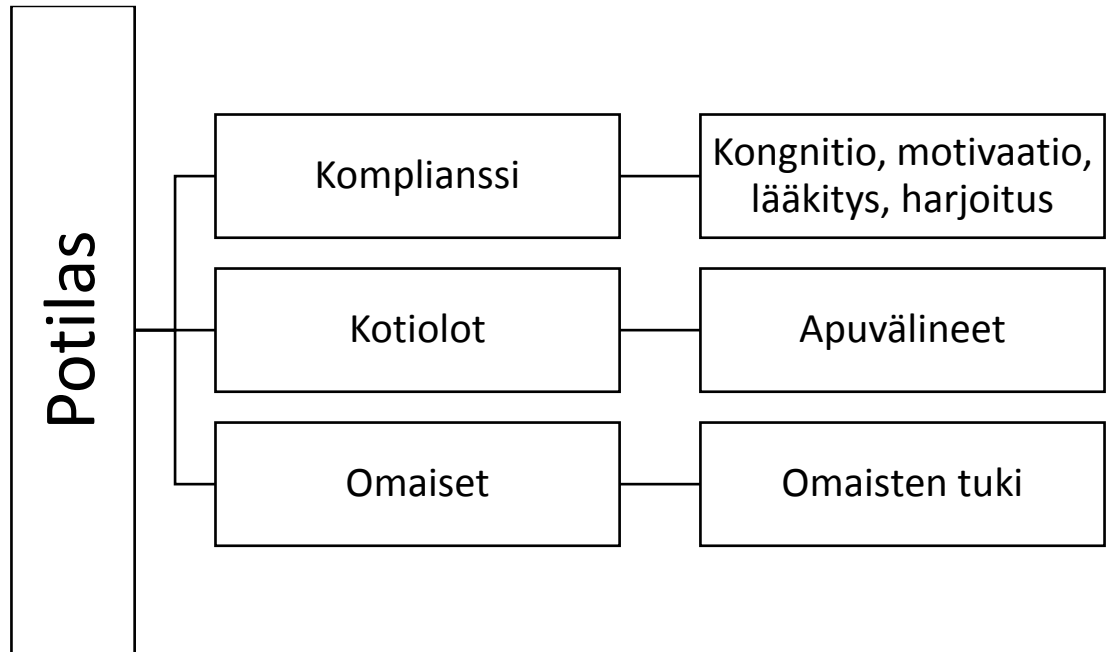 Potilas
Komplianssi
Kongnitio, motivaatio,
lääkitys, harjoitus
Kotiolot
Apuvälineet
Omaiset
Omaisten tuki